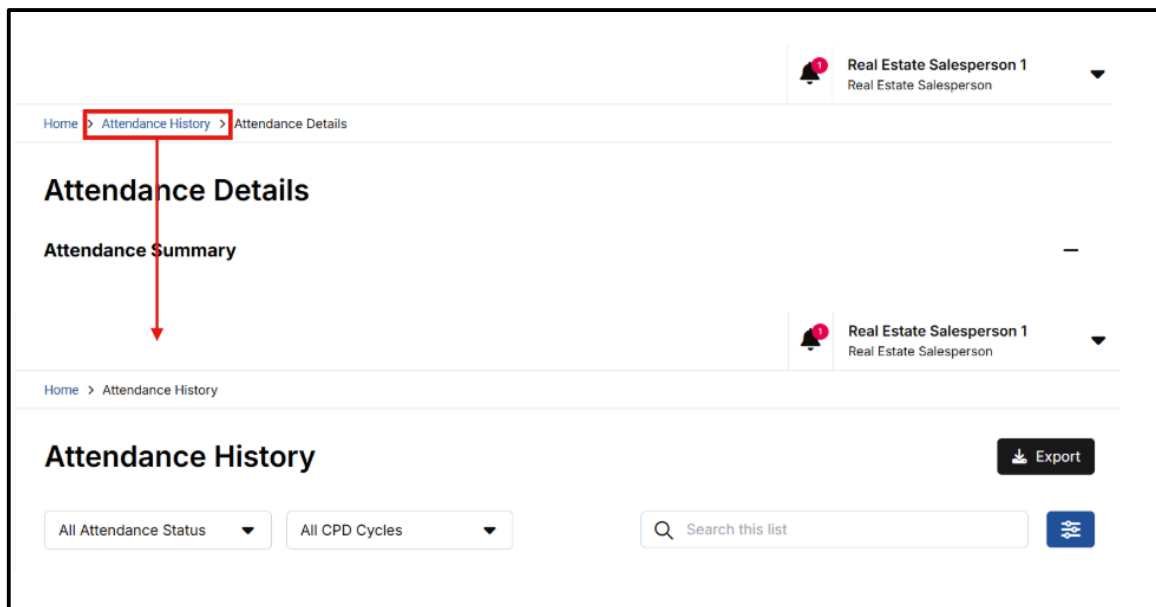 1
Real Estate Salesperson 1
Real Estate Salesperson
Home > Attendance History > Attendance Details
Attendance Details
Attendance Summary
1
Real Estate Salesperson 1
Real Estate Salesperson
Home > Attendance History
Attendance History
Export
All Attendance Status
All CPD Cycles
Search this list